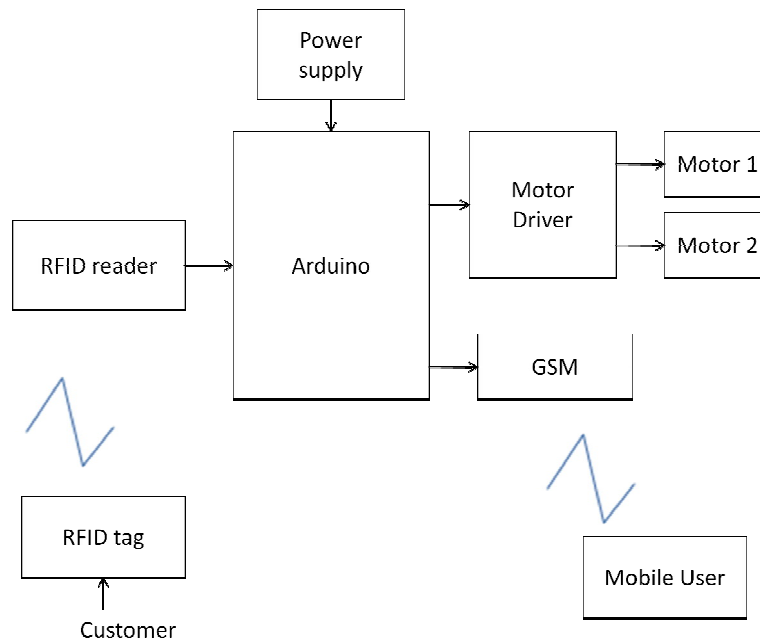 Power
supply
Motor
Driver
Motor 1
Motor 2
RFID reader
Arduino
GSM
RFID tag
Mobile User
Customer